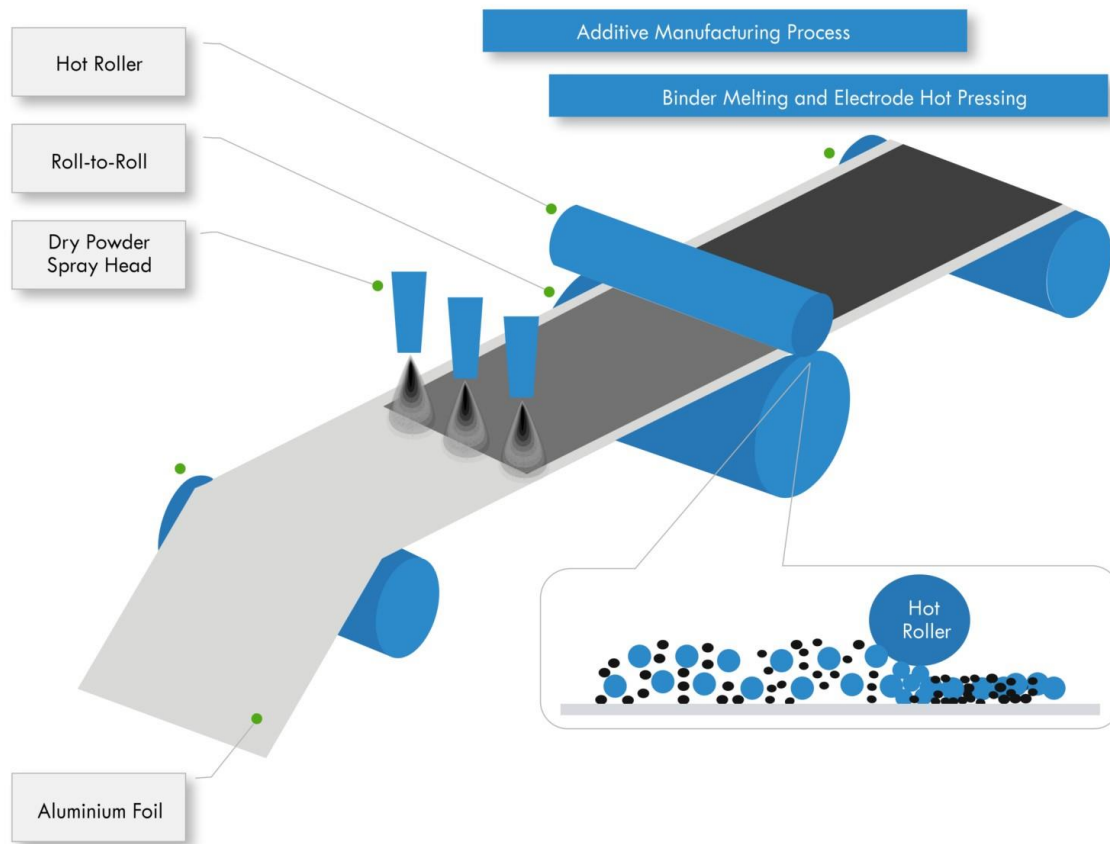 Additive Manufacturing Process
Hot Roller
Binder Melting and Electrode Hot Pressing
Roll-to-Roll
Dry Powder
Spray Head
Hot
Roller
Aluminium Foil